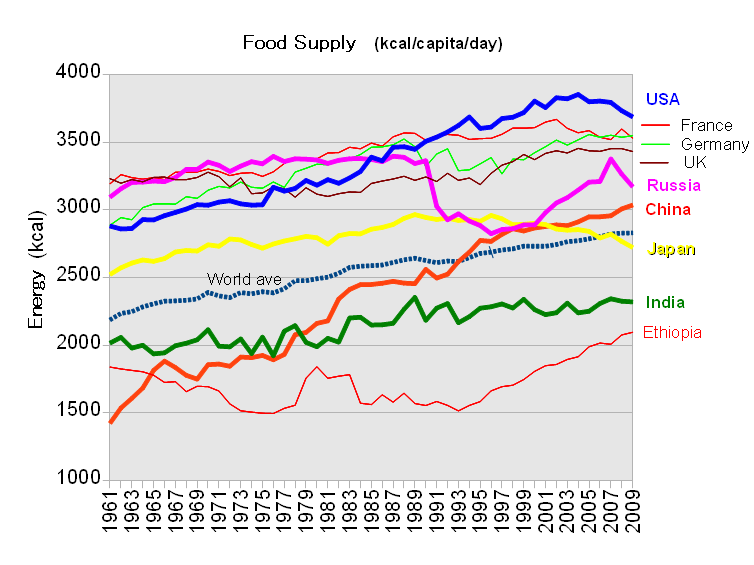 Food Supply (kcal/capita/day)
4000
3500
3000
2500
2000
1500
1000
Energy (kcal)
World ave
USA
France
Germany
UK
Russia
China
Japan
India
Ethiopia
1961
1963
1965
1967
1969
1971
1973
1975
1977
1979
1981
1983
1985
1987
1989
1991
1993
1995
1997
1999
2001
2003
2005
2007
2009